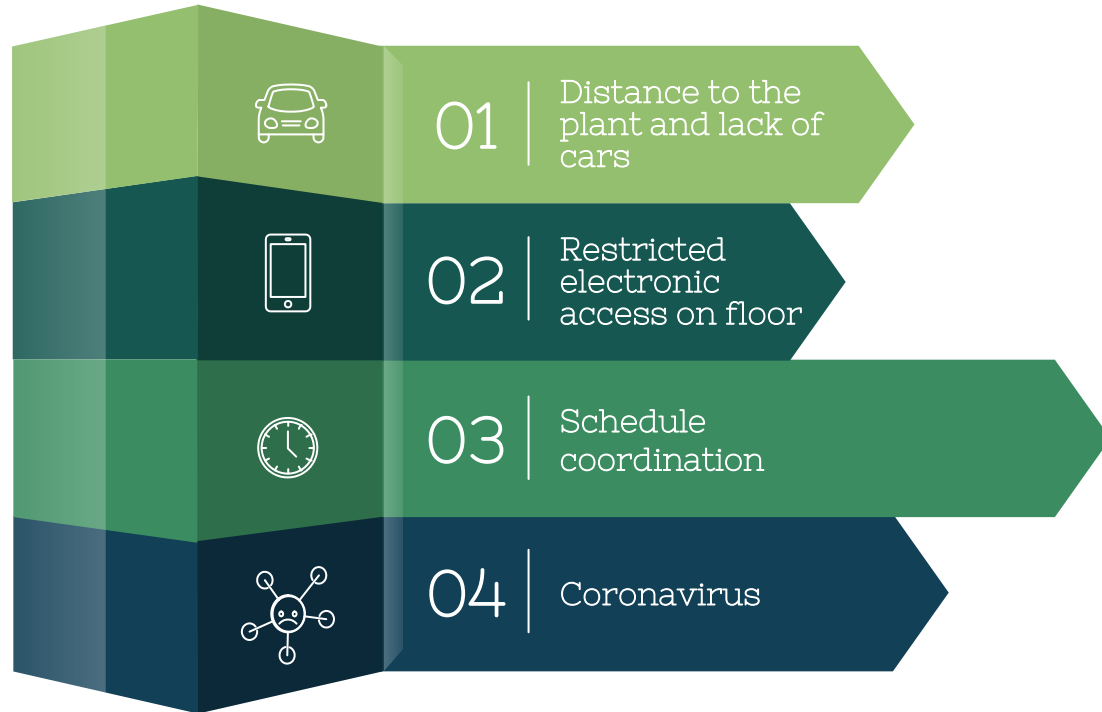 01
Distance to the
plant and lack of
cars
02
Restricted
electronic
access on floor
03
Schedule
coordination
04
Coronavirus